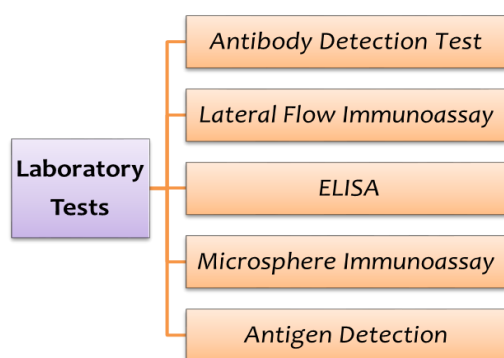 Laboratory
Tests
Antibody Detection Test
Lateral Flow Immunoassay
ELISA
Microsphere Immunoassay
Antigen Detection